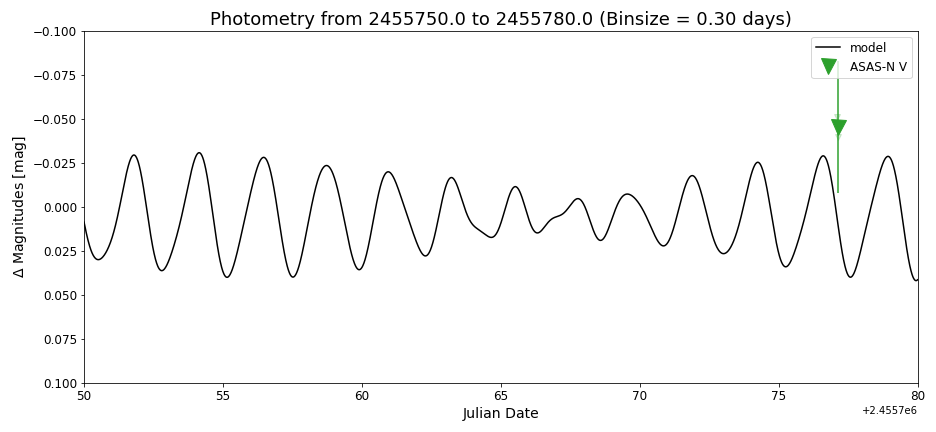 Photometry from 2455750.0 to 2455780.0 (Binsize = 0.30 days)
−0.100
−0.075
−0.050
−0.025
0.000
0.025
0.050
0.075
0.100
Δ Magnitudes [mag]
model
ASAS-N V
50
55
60
65
70
75
80
Julian Date
+2.4557e6